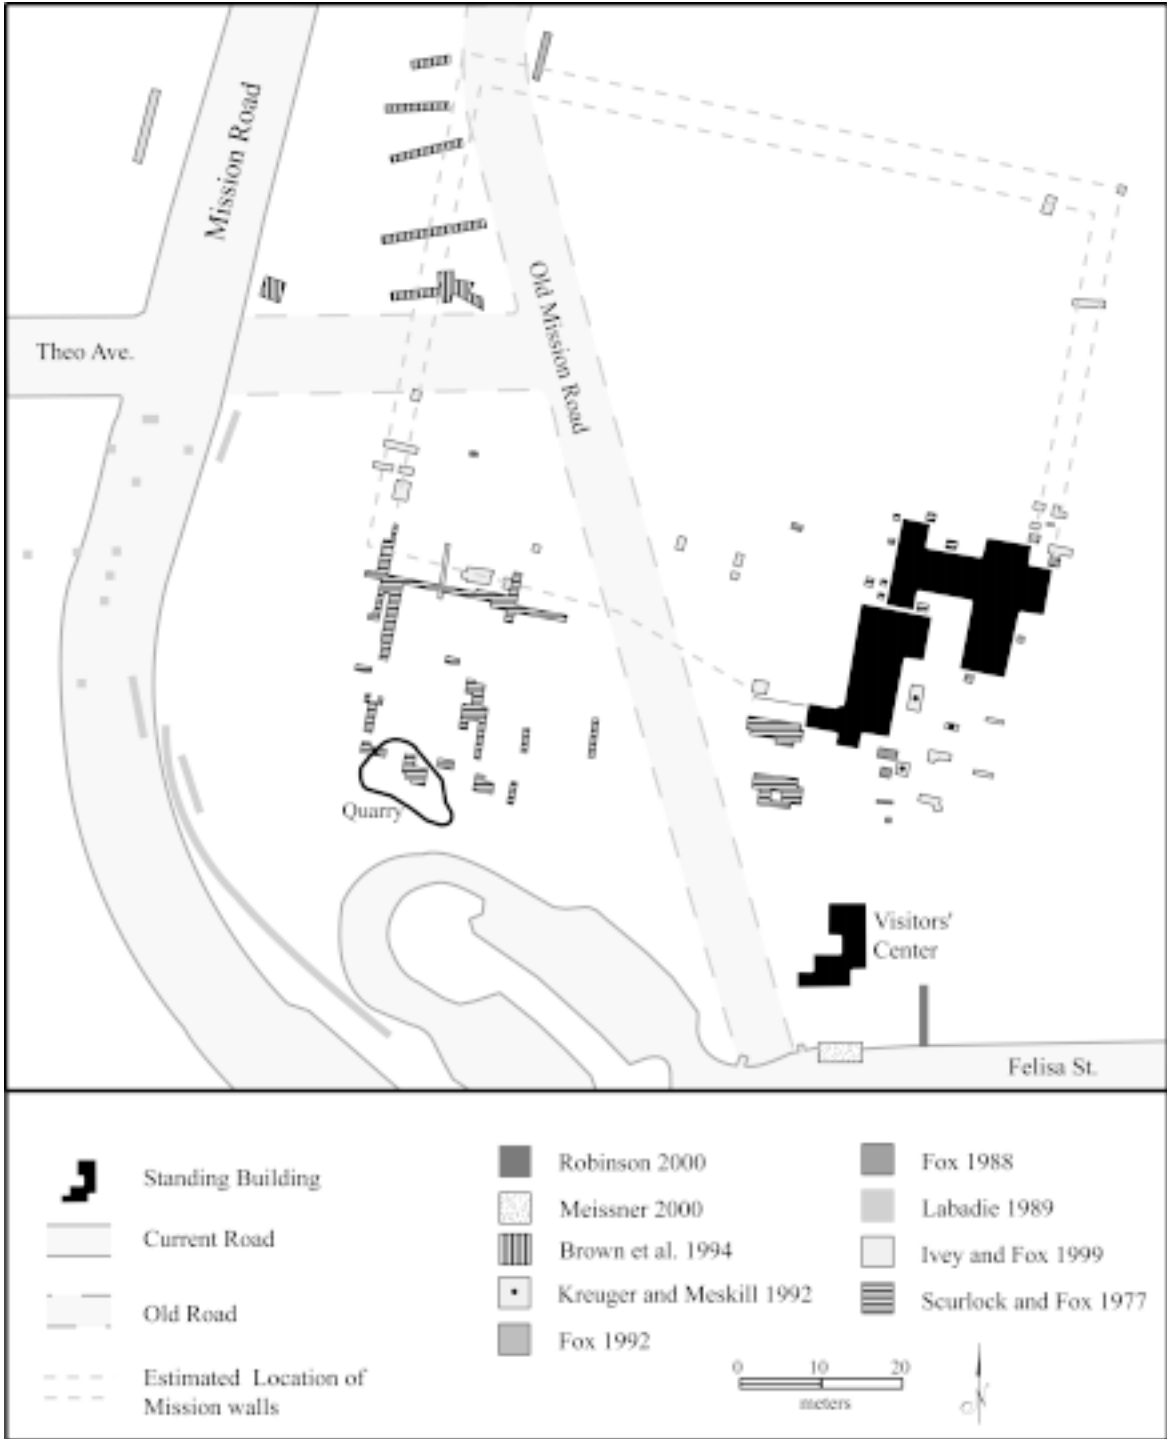 Mission Road
Old Mission Road
Theo Ave.
Quarry
Visitors'
Center
Felisa St.
Standing Building
Current Road
Old Road
Estimated Location of
Mission walls
Robinson 2000
Meissner 2000
Brown et al. 1994
Kreuger and Meskill 1992
Fox 1992
Fox 1988
Labadie 1989
Ivey and Fox 1999
Scurlock and Fox 1977
0 10 20
meters
N